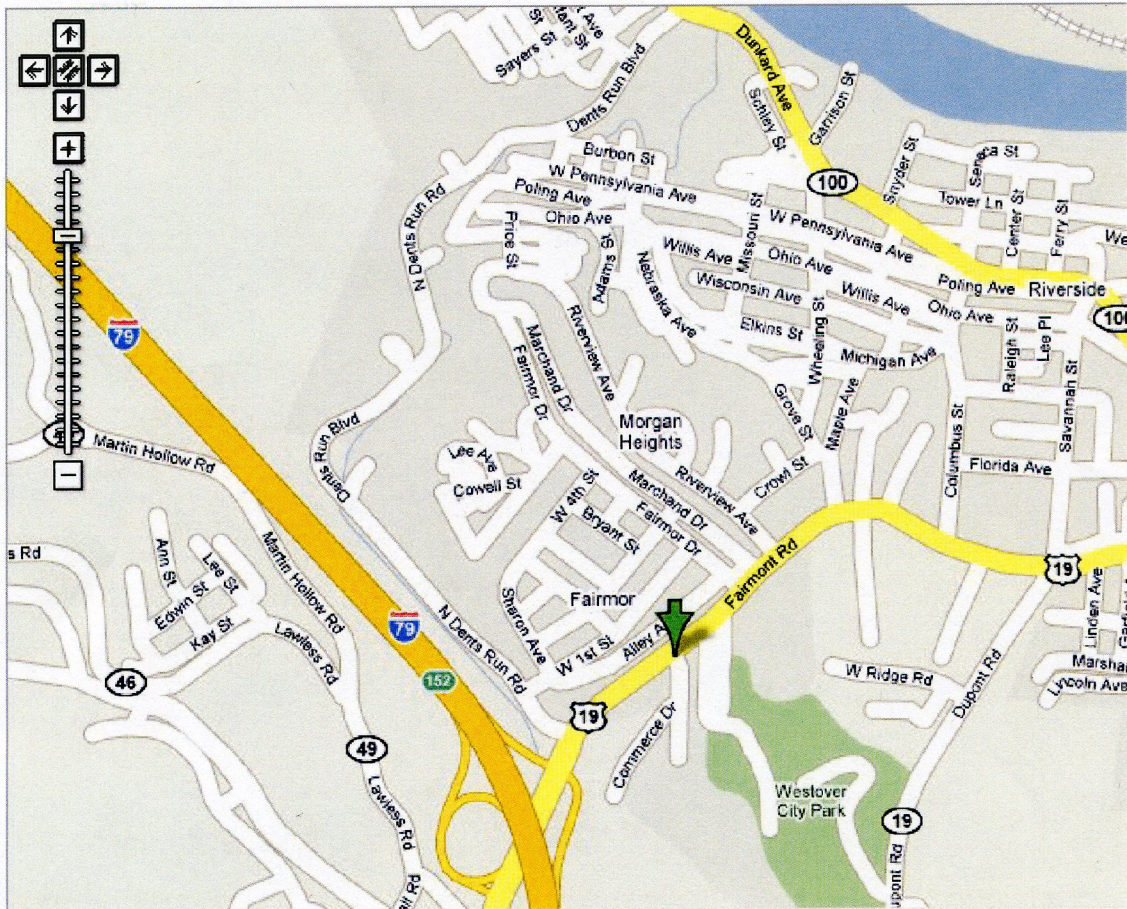 Sayers St
Dunkard Ave
Dents Run Blvd
Schley St
Garrison St
Burbon St
Snyder St
Seneca St
W Pennsylvania Ave
100
Tower Ln
Poling Ave
Center St
Ferry St
N Dents Run Rd
Ohio Ave
Price St
Adams St
Missouri St
W Pennsylvania Ave
Willis Ave
Ohio Ave
Nebraska Ave
Wisconsin Ave
Willis Ave
Poling Ave
Riverside
Ohio Ave
100
79
Elkins St
Wheeling St
Raleigh St
Lee Pl
Riverview Ave
Marchand Dr
Fairmor Dr
Michigan Ave
Savannah St
Grove St
Maple Ave
Morgan
Heights
Columbus St
Martin Hollow Rd
Dents Run Blvd
Lee Ave
Cowell St
Riverview Ave
Crowl St
Florida Ave
W 4th St
Marchand Dr
Bryant St
Fairmor Dr
s Rd
Ann St
Lee St
Martin Hollow Rd
Fairmont Rd
19
Edwin St
Linden Ave
Kay St
79
N Dents Run Rd
Sharon Ave
Fairmor
Alley A
W 1st St
Lawless Rd
W Ridge Rd
Dupont Rd
Marsha
Lincoln Ave
46
152
19
Commerce Dr
49
Lawless Rd
Westover
City Park
19
upont Rd